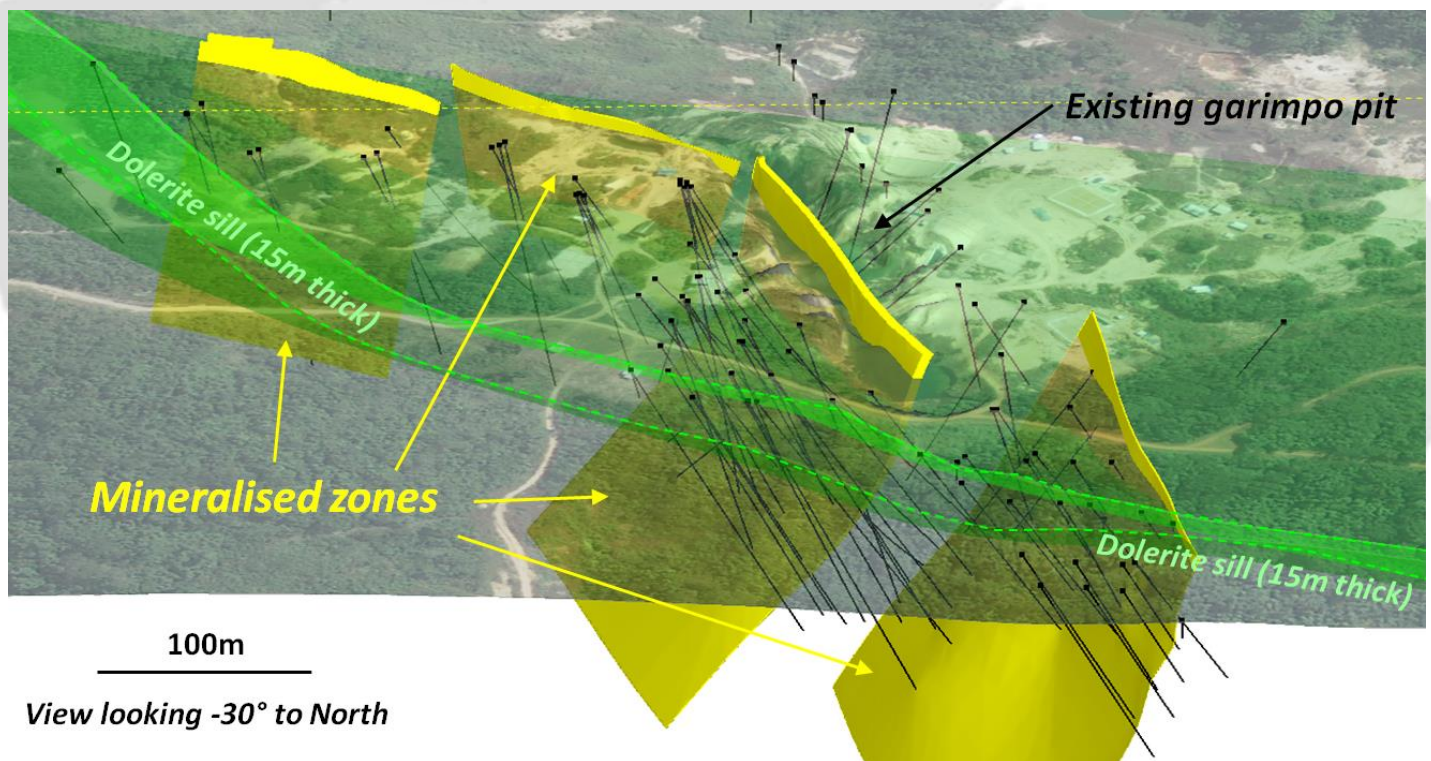 Existing garimpo pit
Dolerite sill (15m thick)
Mineralised zones
Dolerite sill (15m thick)
100m
View looking -30° to North